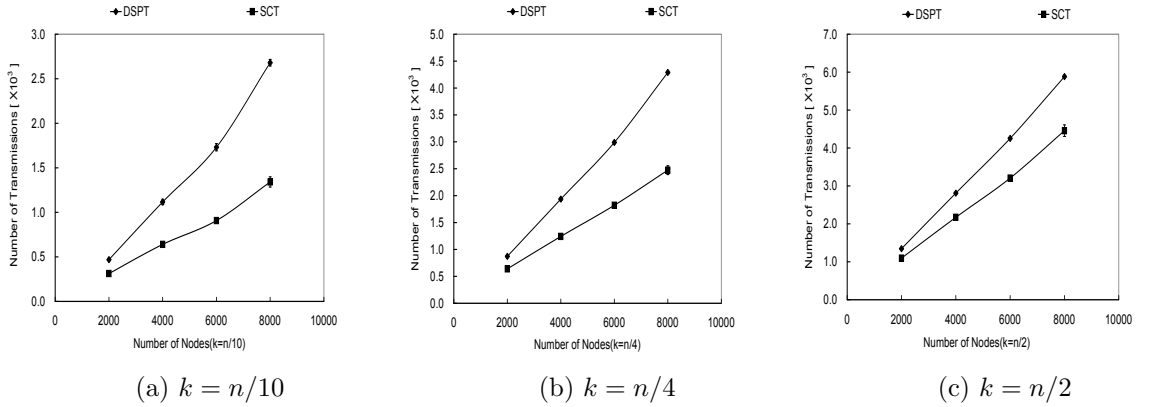 DSPT SCT
Number of Transmissions [ X10³ ]
3.0
2.5
2.0
1.5
1.0
0.5
0.0
0 2000 4000 6000 8000 10000
Number of Nodes(k=n/10)
(a) k = n/10
DSPT SCT
Number of Transmissions [ X10³ ]
5.0
4.5
4.0
3.5
3.0
2.5
2.0
1.5
1.0
0.5
0.0
0 2000 4000 6000 8000 10000
Number of Nodes(k=n/4)
(b) k = n/4
DSPT SCT
Number of Transmissions [ X10³ ]
7.0
6.0
5.0
4.0
3.0
2.0
1.0
0.0
0 2000 4000 6000 8000 10000
Number of Nodes(k=n/2)
(c) k = n/2